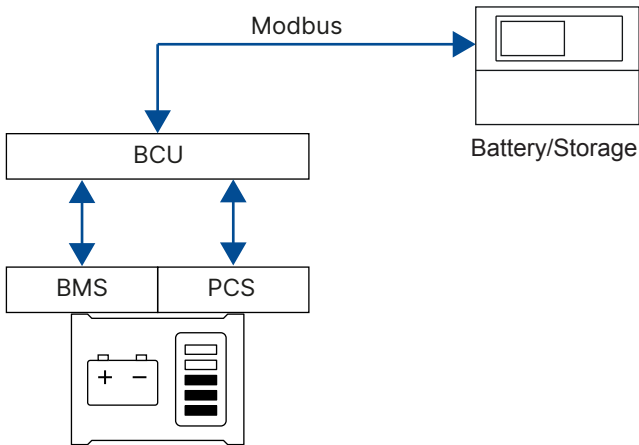 Modbus
Battery/Storage
BCU
BMS
PCS
+ −